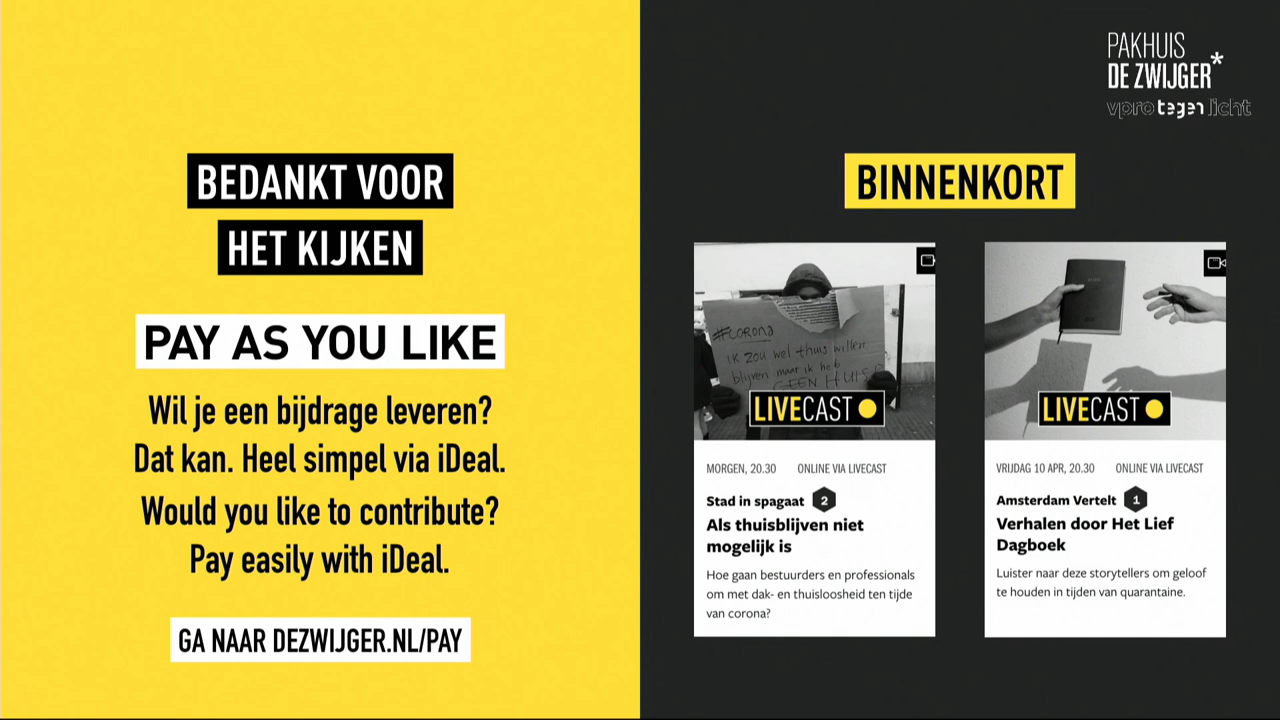 BEDANKT VOOR
HET KIJKEN
PAY AS YOU LIKE
Wil je een bijdrage leveren?
Dat kan. Heel simpel via iDeal.
Would you like to contribute?
Pay easily with iDeal.
GA NAAR DEZWIJGER.NL/PAY
PAKHUIS
DE ZWIJGER*
vpro tegenlicht
BINNENKORT
#CORONA
IK ZOU wel thuis willen
blijven maar ik heb
GEEN HUIS
LIVECAST
MORGEN, 20.30 ONLINE VIA LIVECAST
Stad in spagaat 2
Als thuisblijven niet
mogelijk is
Hoe gaan bestuurders en professionals
om met dak- en thuisloosheid ten tijde
van corona?
LIVECAST
VRIJDAG 10 APR, 20.30 ONLINE VIA LIVECAST
Amsterdam Vertelt 1
Verhalen door Het Lief
Dagboek
Luister naar deze storytellers om geloof
te houden in tijden van quarantaine.